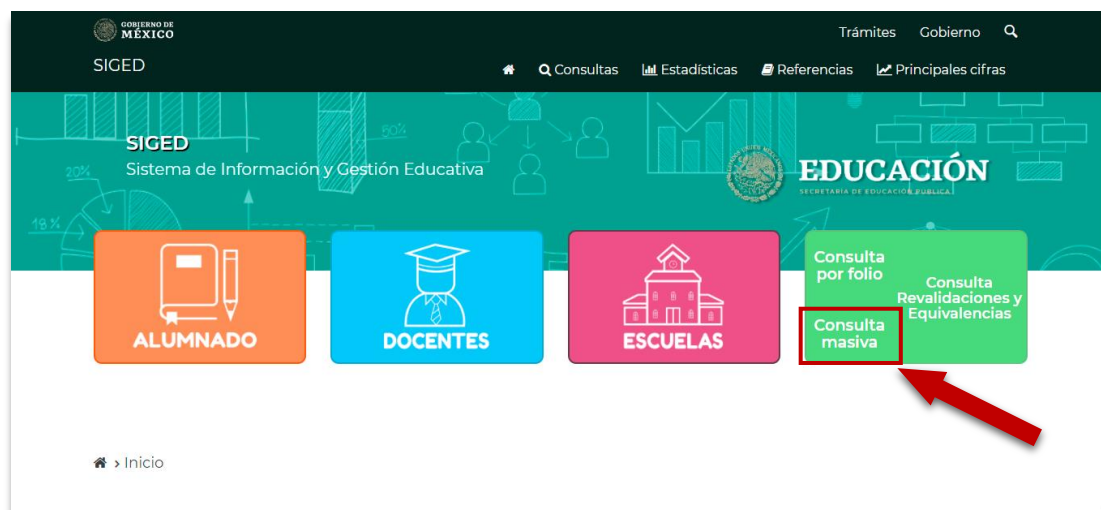 GOBIERNO DE
MÉXICO
Trámites Gobierno
SIGED
Consultas Estadísticas Referencias Principales cifras
SIGED
Sistema de Información y Gestión Educativa
EDUCACIÓN
SECRETARÍA DE EDUCACIÓN PÚBLICA
50%
20%
18%
ALUMNADO
DOCENTES
ESCUELAS
Consulta
por folio
Consulta
Revalidaciones y
Equivalencias
Consulta
masiva
> Inicio